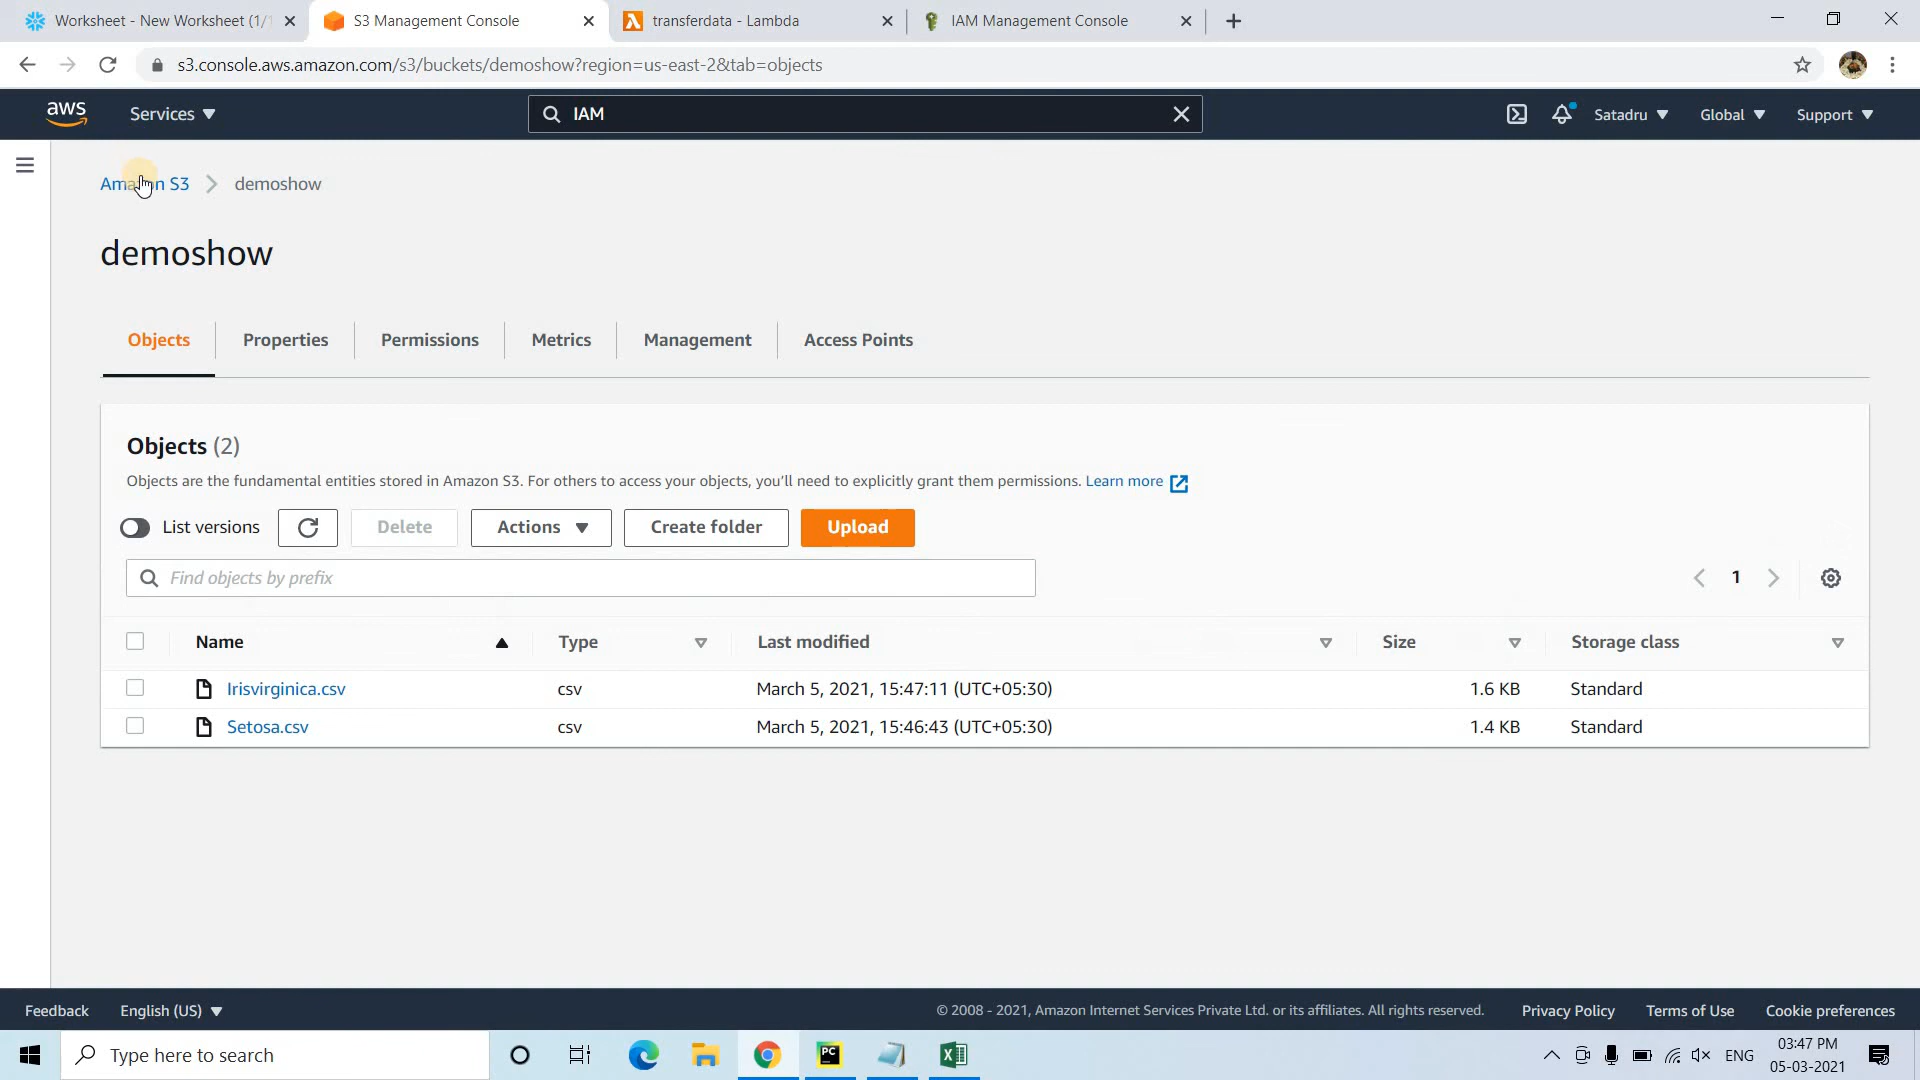 Worksheet - New Worksheet (1/1
S3 Management Console
transferdata - Lambda
IAM Management Console
s3.console.aws.amazon.com/s3/buckets/demoshow?region=us-east-2&tab=objects
aws
Services
IAM
Satadru
Global
Support
Amazon S3
demoshow
demoshow
Objects
Properties
Permissions
Metrics
Management
Access Points
Objects (2)
Objects are the fundamental entities stored in Amazon S3. For others to access your objects, you'll need to explicitly grant them permissions. Learn more
List versions
Delete
Actions
Create folder
Upload
Find objects by prefix
1
Name
Type
Last modified
Size
Storage class
Irisvirginica.csv
csv
March 5, 2021, 15:47:11 (UTC+05:30)
1.6 KB
Standard
Setosa.csv
csv
March 5, 2021, 15:46:43 (UTC+05:30)
1.4 KB
Standard
Feedback
English (US)
© 2008 - 2021, Amazon Internet Services Private Ltd. or its affiliates. All rights reserved.
Privacy Policy
Terms of Use
Cookie preferences
Type here to search
PC
ENG
03:47 PM
05-03-2021